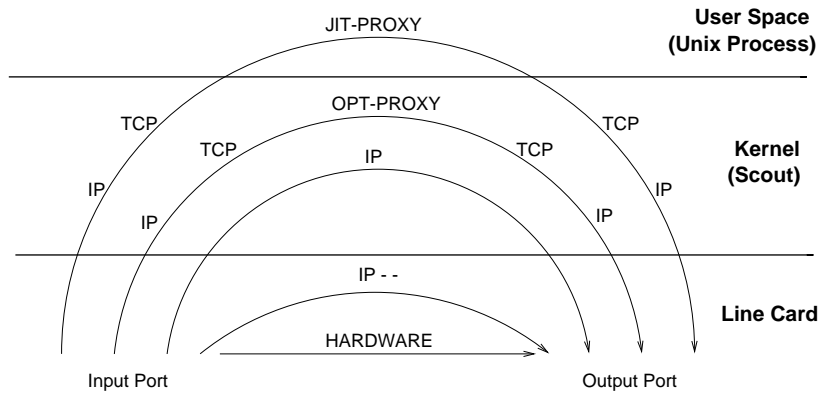 JIT-PROXY
User Space
(Unix Process)
TCP
OPT-PROXY
TCP
TCP
IP
TCP
Kernel
(Scout)
IP
IP
IP
IP
IP - -
Line Card
HARDWARE
Input Port
Output Port